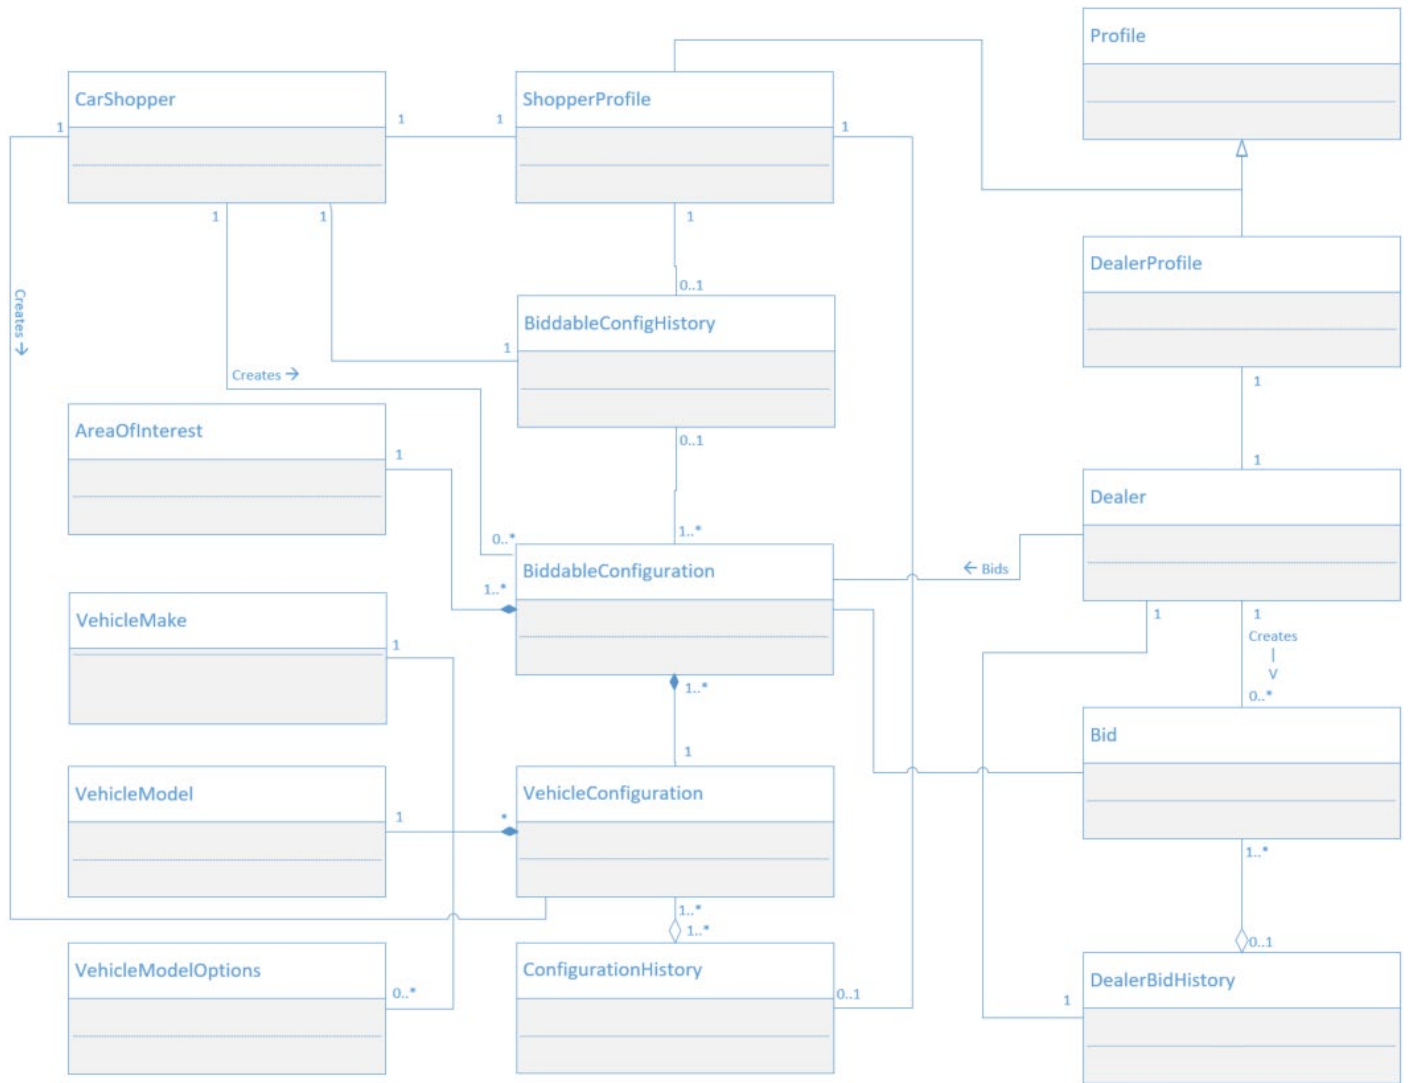 Profile
CarShopper
ShopperProfile
1
1
1
1
1
1
1
DealerProfile
0..1
Creates →
BiddableConfigHistory
1
Creates →
1
AreaOfInterest
0..1
1
1
Dealer
1..*
0..*
BiddableConfiguration
← Bids
1..*
VehicleMake
1
1
1
Creates
|
V
1..*
0..*
Bid
1
VehicleModel
VehicleConfiguration
1
*
1..*
1..*
1..*
0..1
VehicleModelOptions
ConfigurationHistory
DealerBidHistory
0..*
0..1
1